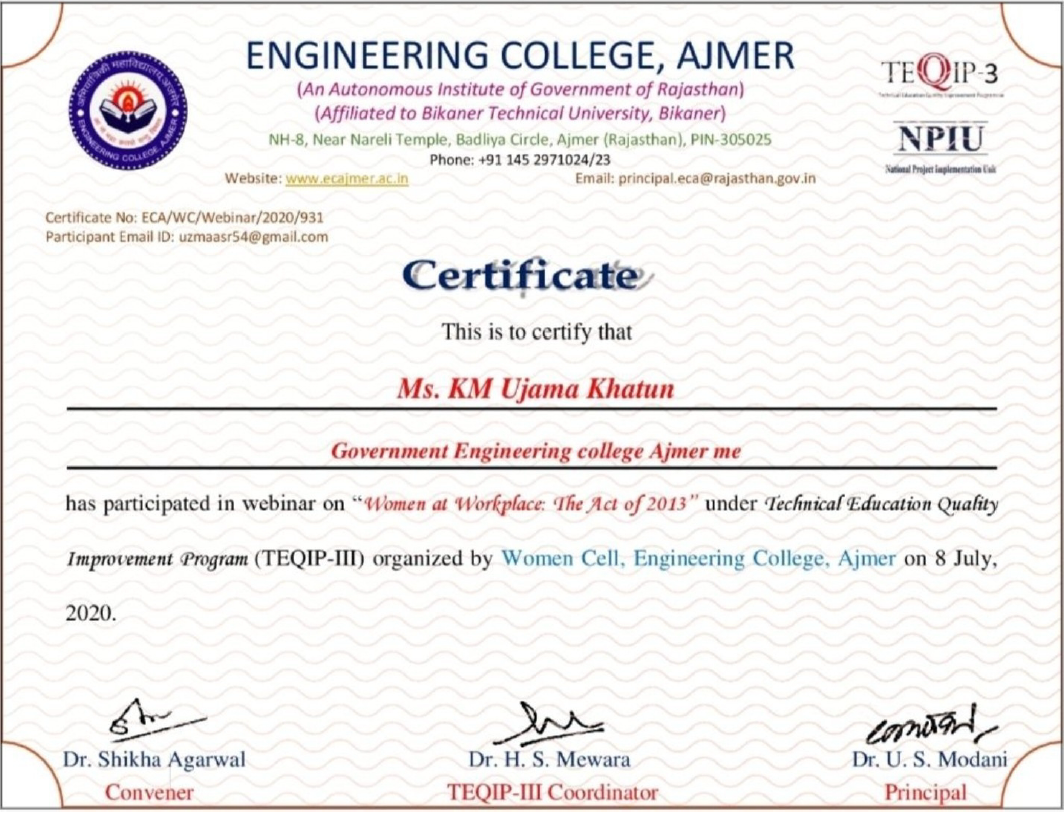 ENGINEERING COLLEGE, AJMER
(An Autonomous Institute of Government of Rajasthan)
(Affiliated to Bikaner Technical University, Bikaner)
NH-8, Near Nareli Temple, Badliya Circle, Ajmer (Rajasthan), PIN-305025
Phone: +91 145 2971024/23
Website: www.ecajmer.ac.in Email: principal.eca@rajasthan.gov.in
ENGINEERING COLLEGE, AJMER
TEQIP-3
Technical Education Quality Improvement Programme
NPIU
National Project Implementation Unit
Certificate No: ECA/WC/Webinar/2020/931
Participant Email ID: uzmaasr54@gmail.com
Certificate
This is to certify that
Ms. KM Ujama Khatun
Government Engineering college Ajmer me
has participated in webinar on “Women at Workplace: The Act of 2013” under Technical Education Quality
Improvement Program (TEQIP-III) organized by Women Cell, Engineering College, Ajmer on 8 July,
2020.
Dr. Shikha Agarwal
Convener
Dr. H. S. Mewara
TEQIP-III Coordinator
Dr. U. S. Modani
Principal